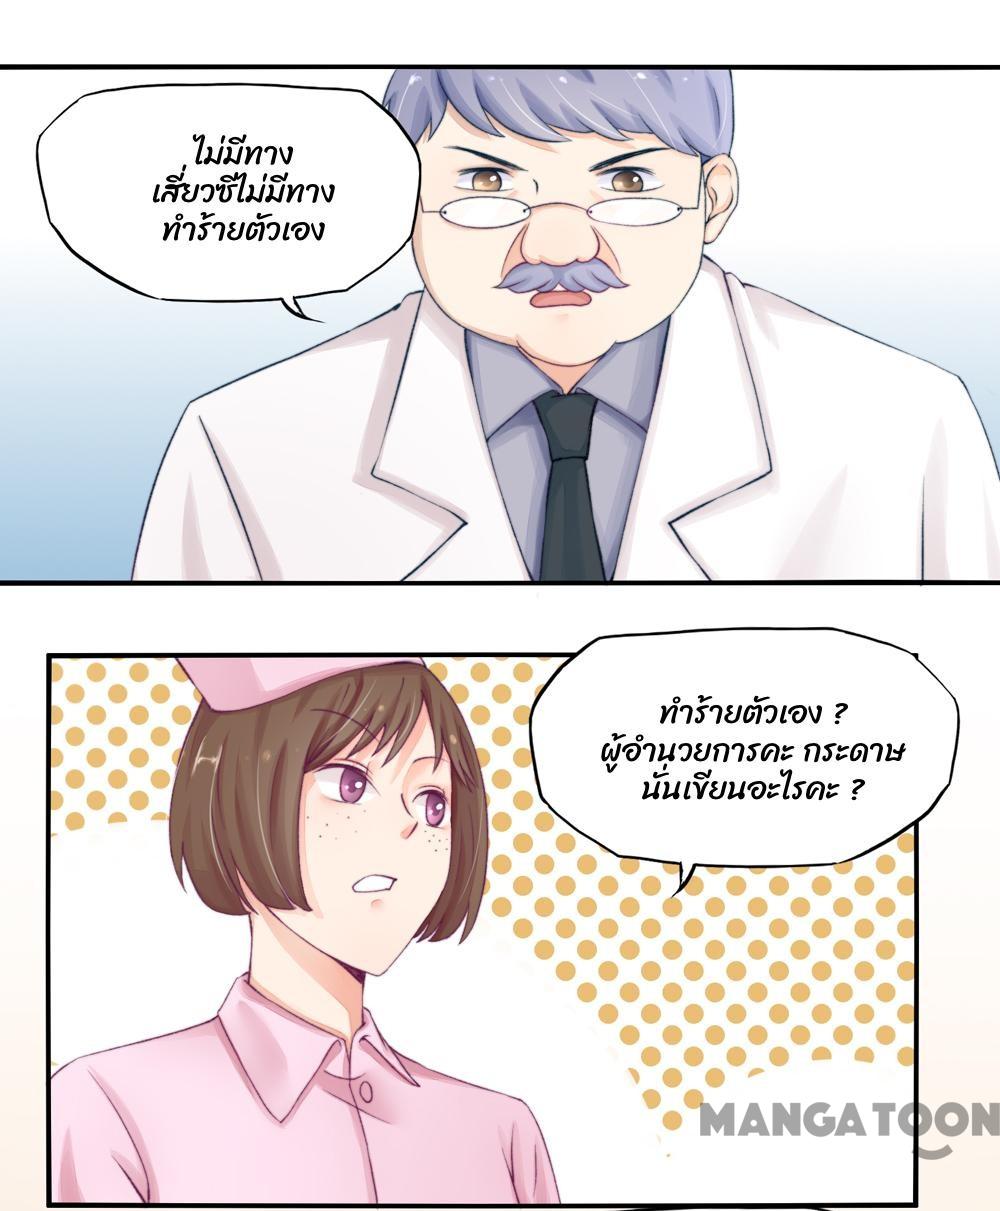 ไม่มีทาง
เสี่ยวซีไม่มีทาง
ทำร้ายตัวเอง
ทำร้ายตัวเอง ?
ผู้อำนวยการคะ กระดาษ
นั่นเขียนอะไรคะ ?
MANGATOON